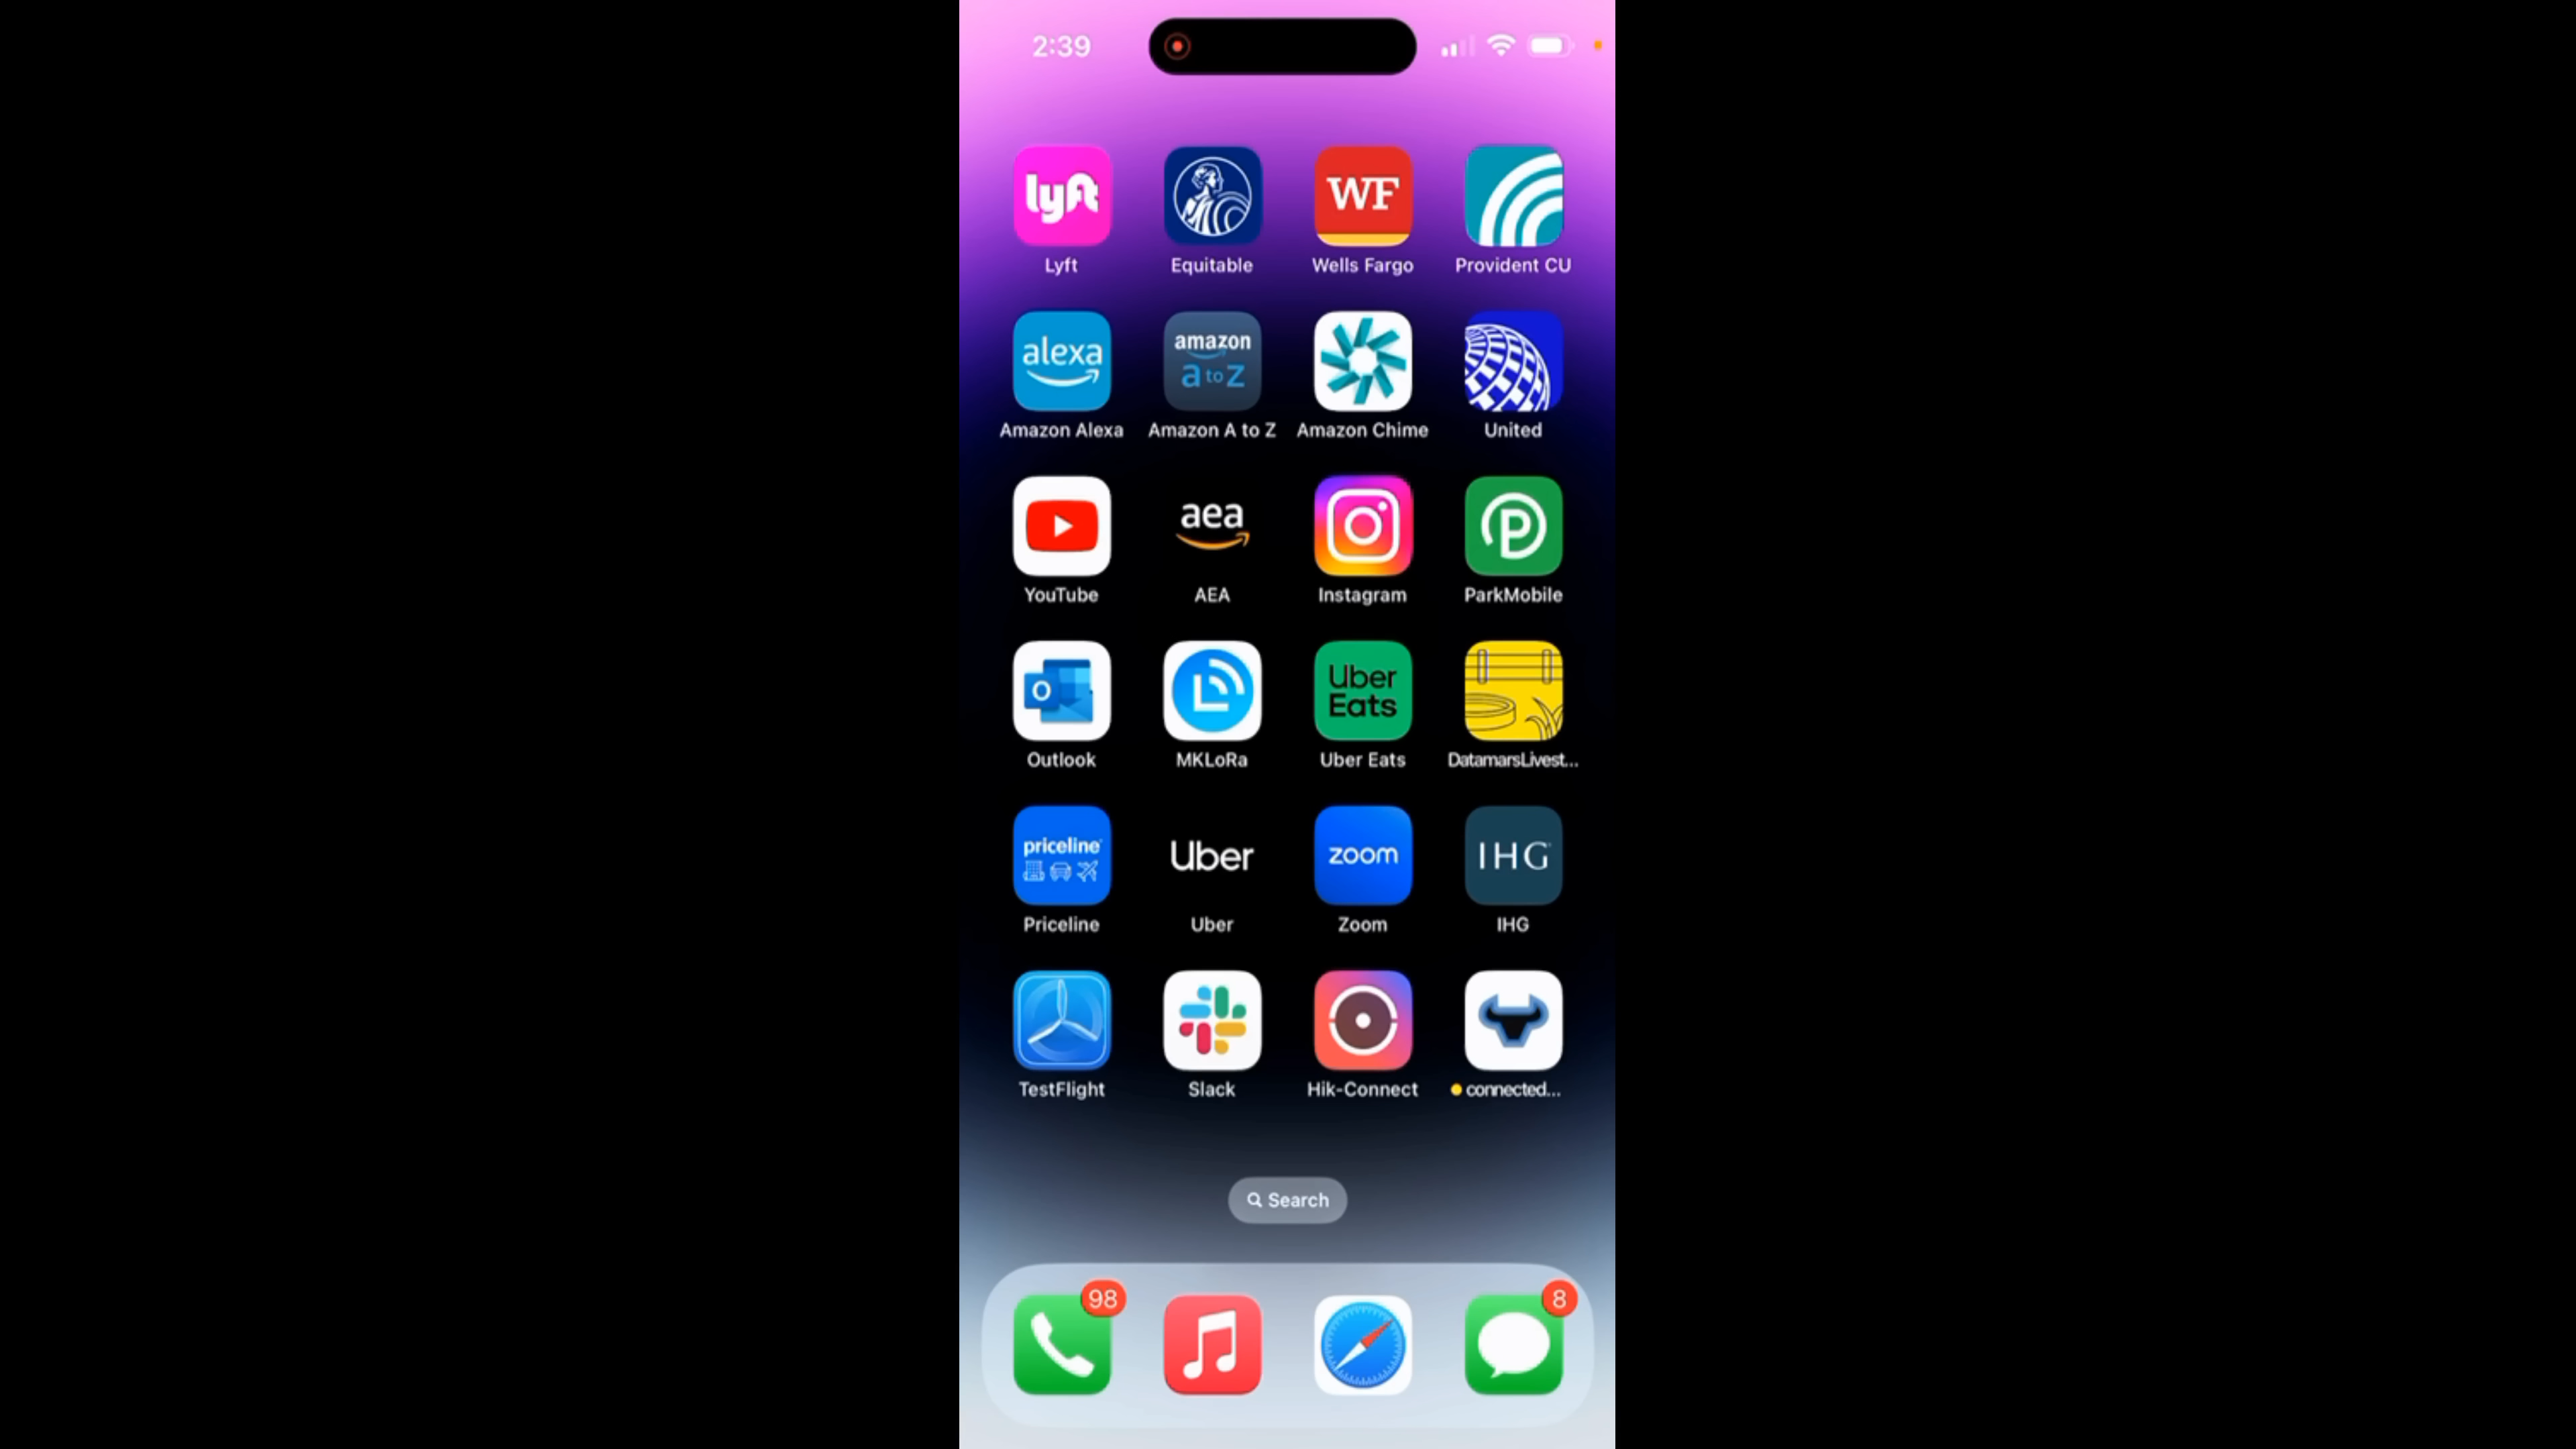 2:39
lyft
WF
Lyft
Equitable
Wells Fargo
Provident CU
alexa
amazon
a to z
Amazon Alexa
Amazon A to Z
Amazon Chime
United
aea
P
YouTube
AEA
Instagram
ParkMobile
O
Uber
Eats
Outlook
MKLoRa
Uber Eats
DatamarsLivest...
priceline
Uber
zoom
IHG
Priceline
Uber
Zoom
IHG
TestFlight
Slack
Hik-Connect
connected...
Search
98
8